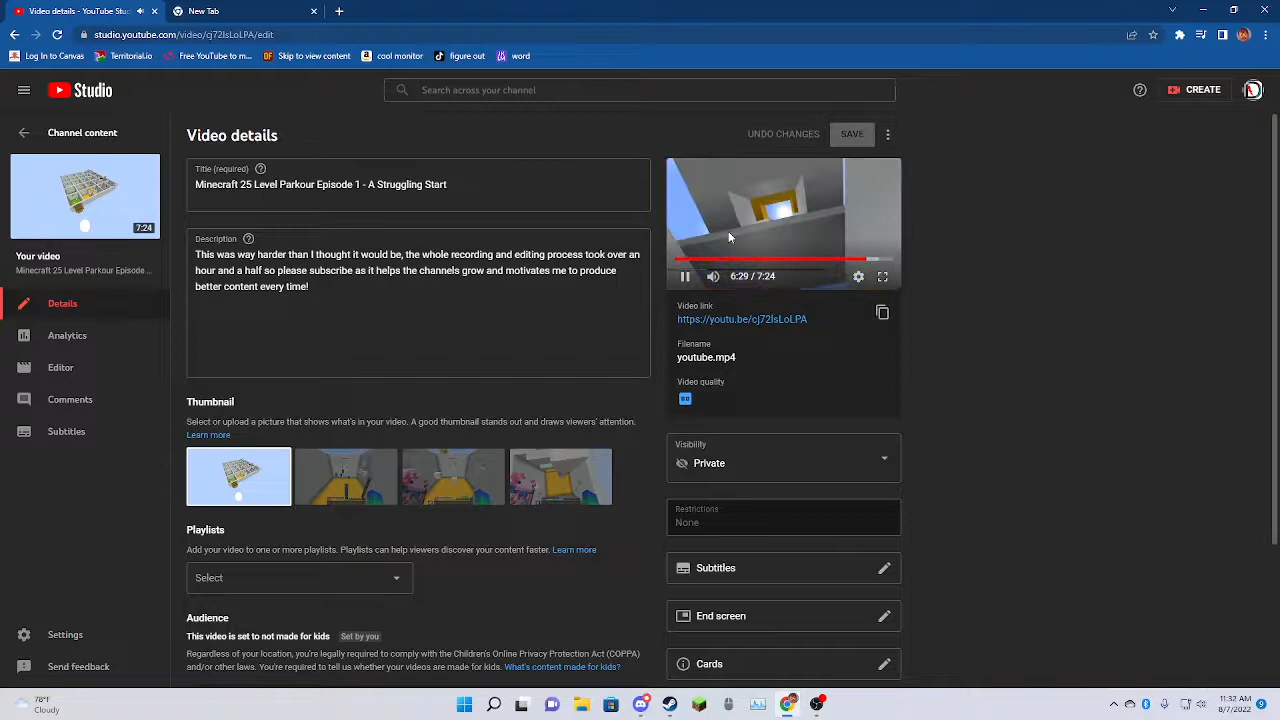 Video details - YouTube Stud
New Tab
studio.youtube.com/video/cj72lsLoLPA/edit
Log In to Canvas
Territorial.io
Free YouTube to m...
Skip to view content
cool monitor
figure out
word
Studio
Search across your channel
CREATE
Channel content
Video details
UNDO CHANGES
SAVE
Title (required)
Minecraft 25 Level Parkour Episode 1 - A Struggling Start
7:24
Description
This was way harder than I thought it would be, the whole recording and editing process took over an
hour and a half so please subscribe as it helps the channels grow and motivates me to produce
better content every time!
Your video
Minecraft 25 Level Parkour Episode ...
6:29 / 7:24
Details
Analytics
Editor
Comments
Subtitles
Video link
https://youtu.be/cj72lsLoLPA
Filename
youtube.mp4
Video quality
SD
Thumbnail
Select or upload a picture that shows what's in your video. A good thumbnail stands out and draws viewers' attention.
Learn more
Visibility
Private
Restrictions
None
Playlists
Add your video to one or more playlists. Playlists can help viewers discover your content faster. Learn more
Select
Subtitles
End screen
Cards
Audience
This video is set to not made for kids
Set by you
Regardless of your location, you're legally required to comply with the Children's Online Privacy Protection Act (COPPA)
and/or other laws. You're required to tell us whether your videos are made for kids. What's content made for kids?
Settings
Send feedback
Cloudy
11:32 AM
8/7/2022